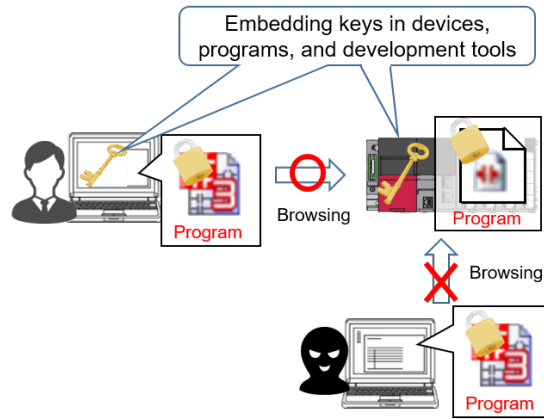 Embedding keys in devices,
programs, and development tools
Program
Browsing
Program
Browsing
Program